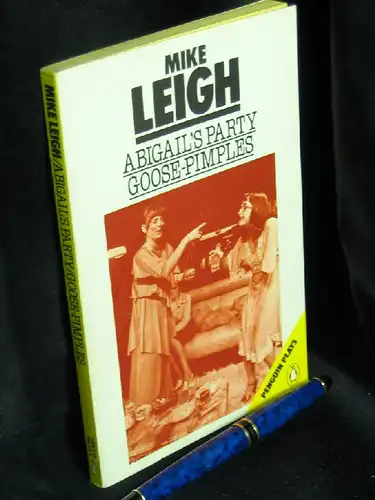 MIKE
LEIGH
ABIGAIL'S PARTY
GOOSE-PIMPLES
PENGUIN PLAYS
MIKE LEIGH/ABIGAIL'S PARTY/GOOSE-PIMPLES